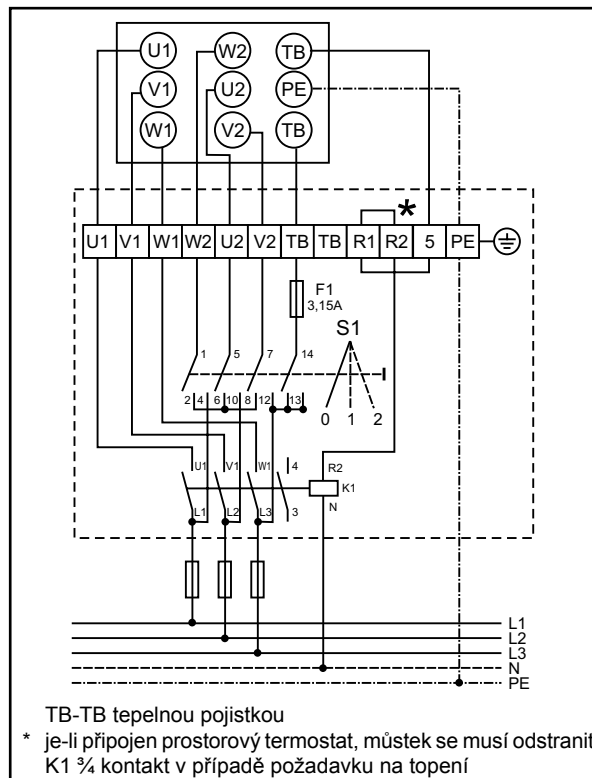 U1 W2 TB
V1 U2 PE
W1 V2 TB
*
U1 V1 W1 W2 U2 V2 TB TB R1 R2 5 PE
F1
3,15A
S1
1 5 7 14
2 4 6 10 8 12 13
0 1 2
U1 V1 W1 4 R2
K1
L1 L2 L3 3 N
L1
L2
L3
N
PE
TB-TB tepelnou pojistkou
* je-li připojen prostorový termostat, můstek se musí odstranit
K1 ¾ kontakt v případě požadavku na topení